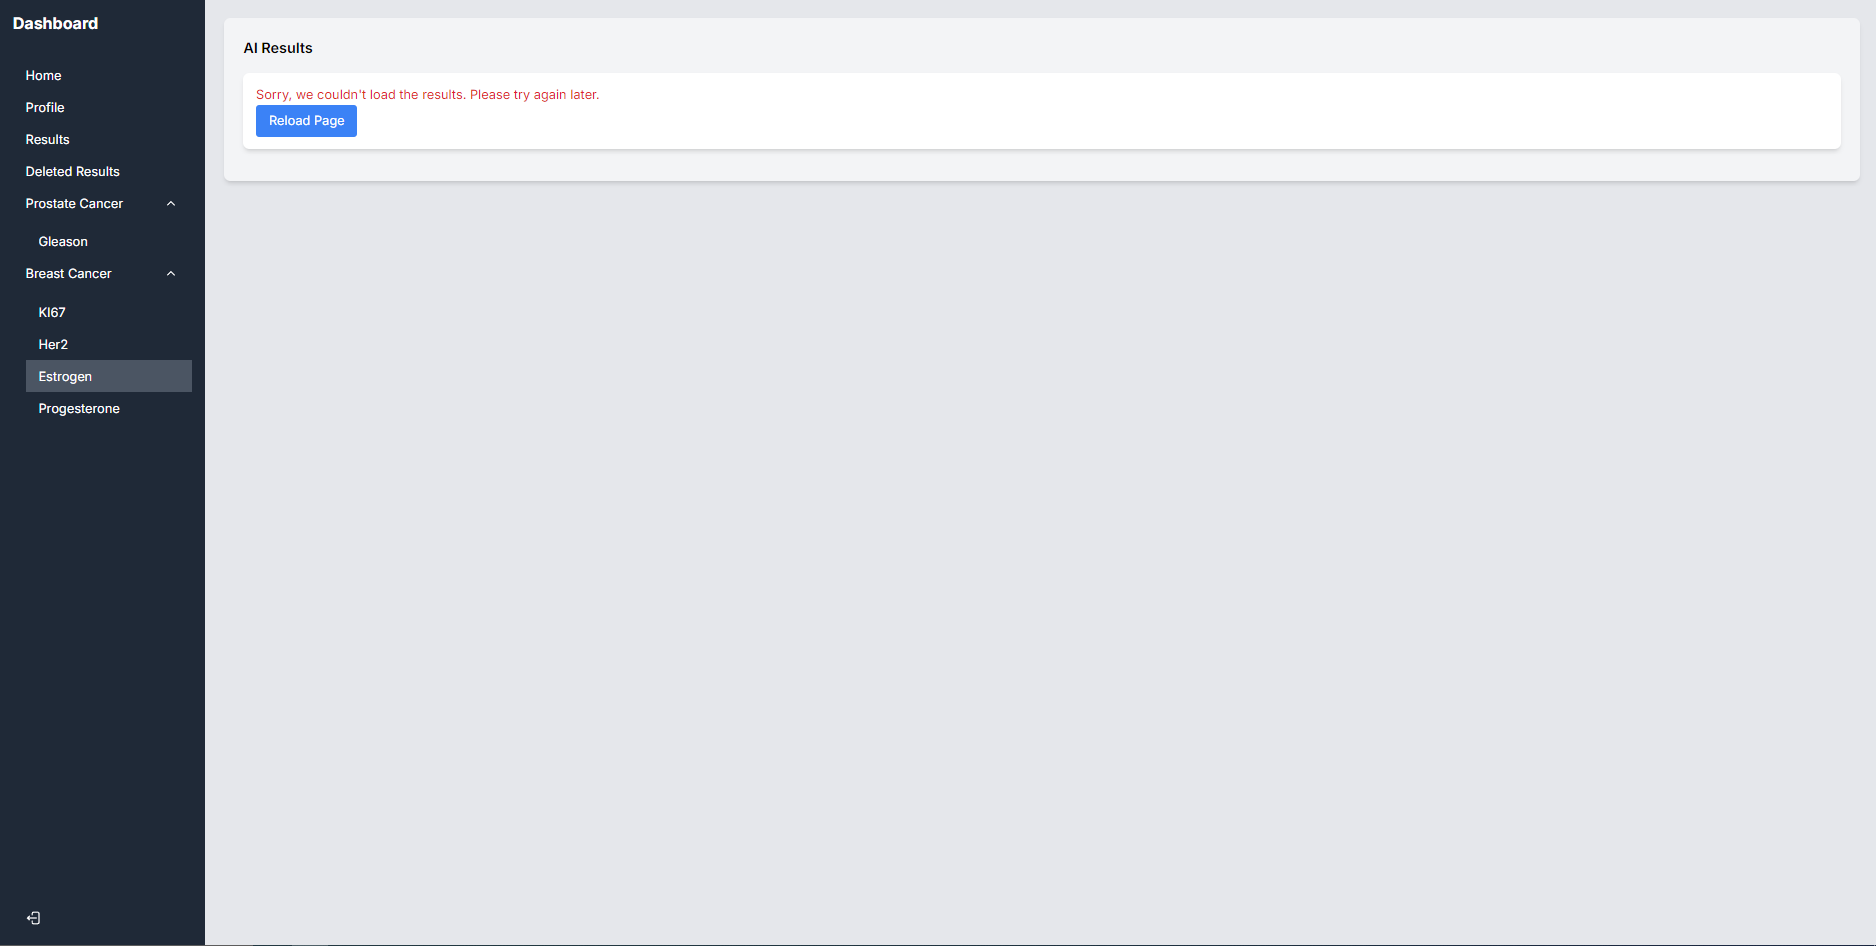 Dashboard
Home
Profile
Results
Deleted Results
Prostate Cancer
Gleason
Breast Cancer
KI67
Her2
Estrogen
Progesterone
AI Results
Sorry, we couldn't load the results. Please try again later.
Reload Page